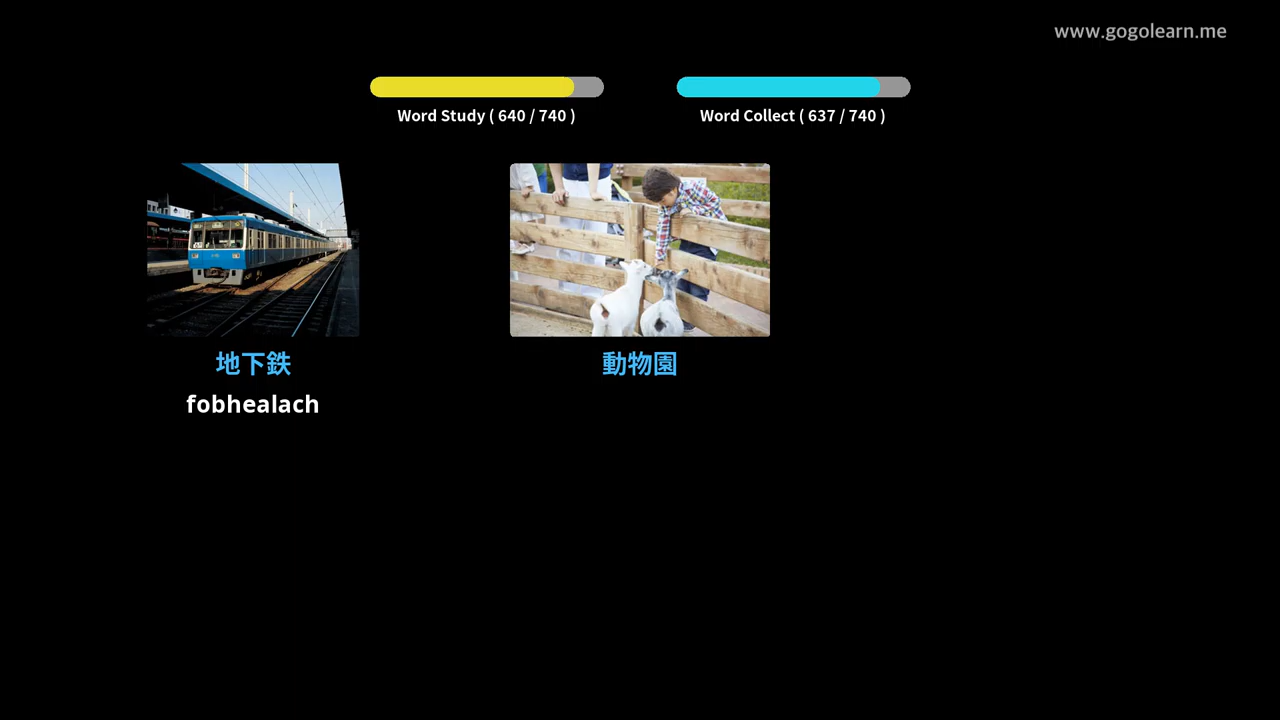 www.gogolearn.me
Word Study ( 640 / 740 )
Word Collect ( 637 / 740 )
地下鉄
動物園
fobhealach